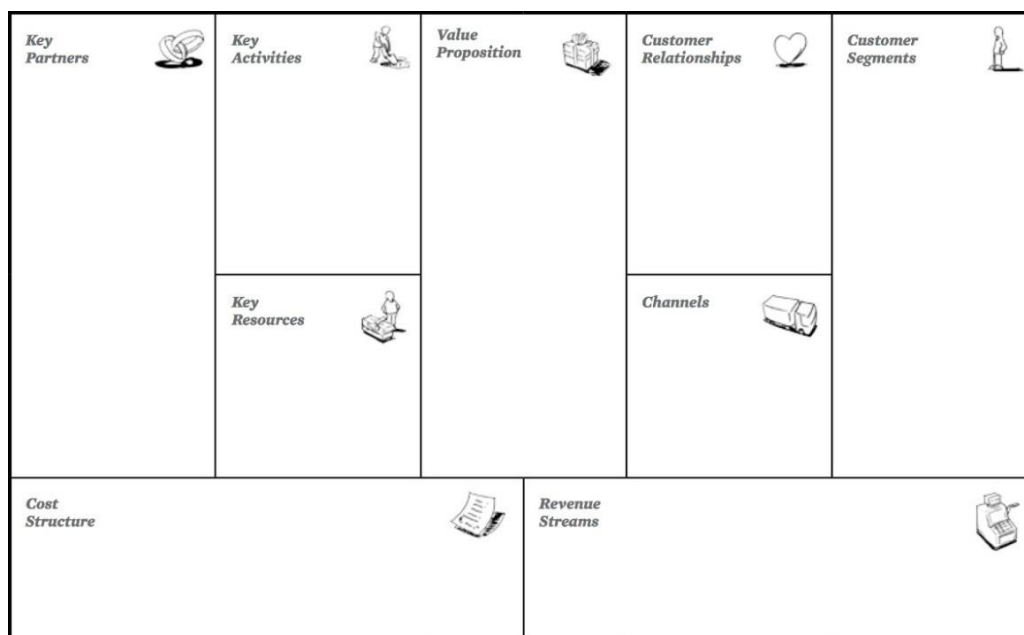 Key
Partners
Key
Activities
Value
Proposition
Customer
Relationships
Customer
Segments
Key
Resources
Channels
Cost
Structure
Revenue
Streams